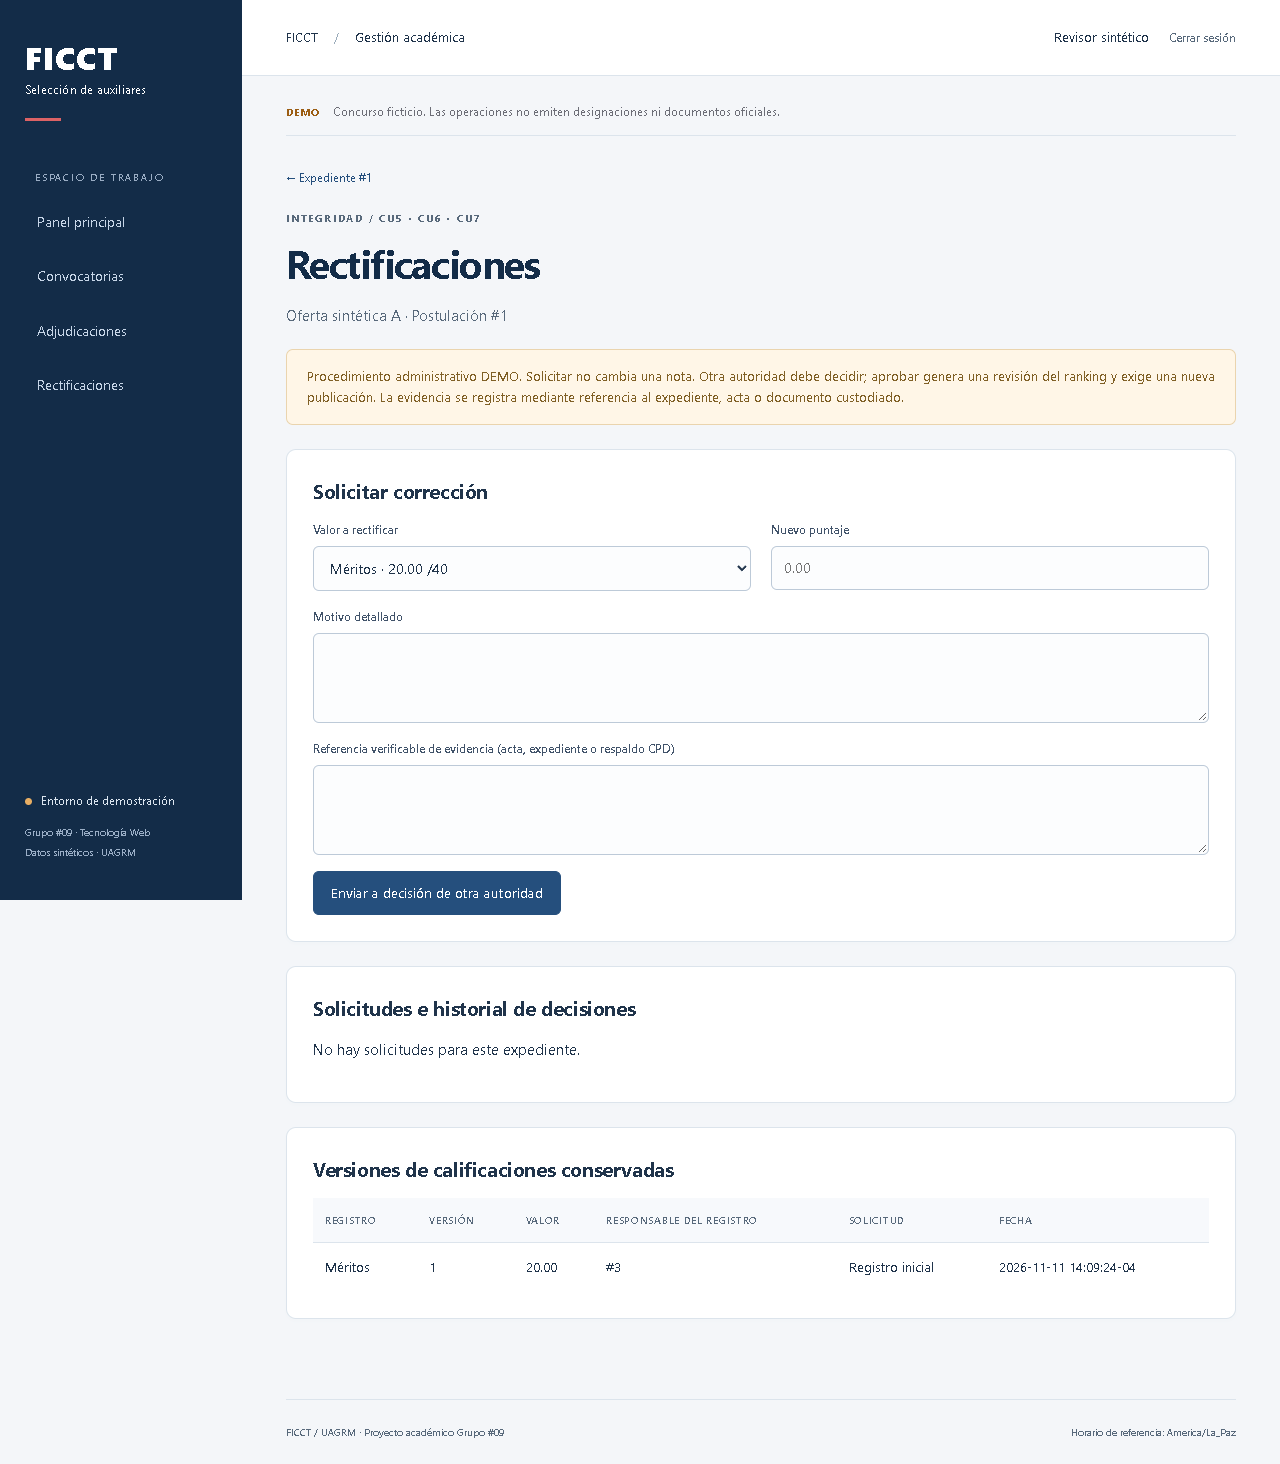 FICCT
Selección de auxiliares
ESPACIO DE TRABAJO
Panel principal
Convocatorias
Adjudicaciones
Rectificaciones
Entorno de demostración
Grupo #09 · Tecnología Web
Datos sintéticos · UAGRM
FICCT / Gestión académica
Revisor sintético Cerrar sesión
DEMO Concurso ficticio. Las operaciones no emiten designaciones ni documentos oficiales.
← Expediente #1
INTEGRIDAD / CU5 · CU6 · CU7
Rectificaciones
Oferta sintética A · Postulación #1
Procedimiento administrativo DEMO. Solicitar no cambia una nota. Otra autoridad debe decidir; aprobar genera una revisión del ranking y exige una nueva
publicación. La evidencia se registra mediante referencia al expediente, acta o documento custodiado.
Solicitar corrección
Valor a rectificar Nuevo puntaje
Méritos · 20.00 /40 0.00
Motivo detallado
Referencia verificable de evidencia (acta, expediente o respaldo CPD)
Enviar a decisión de otra autoridad
Solicitudes e historial de decisiones
No hay solicitudes para este expediente.
Versiones de calificaciones conservadas
REGISTRO VERSIÓN VALOR RESPONSABLE DEL REGISTRO SOLICITUD FECHA
Méritos 1 20.00 #3 Registro inicial 2026-11-11 14:09:24-04
FICCT / UAGRM · Proyecto académico Grupo #09
Horario de referencia: America/La_Paz